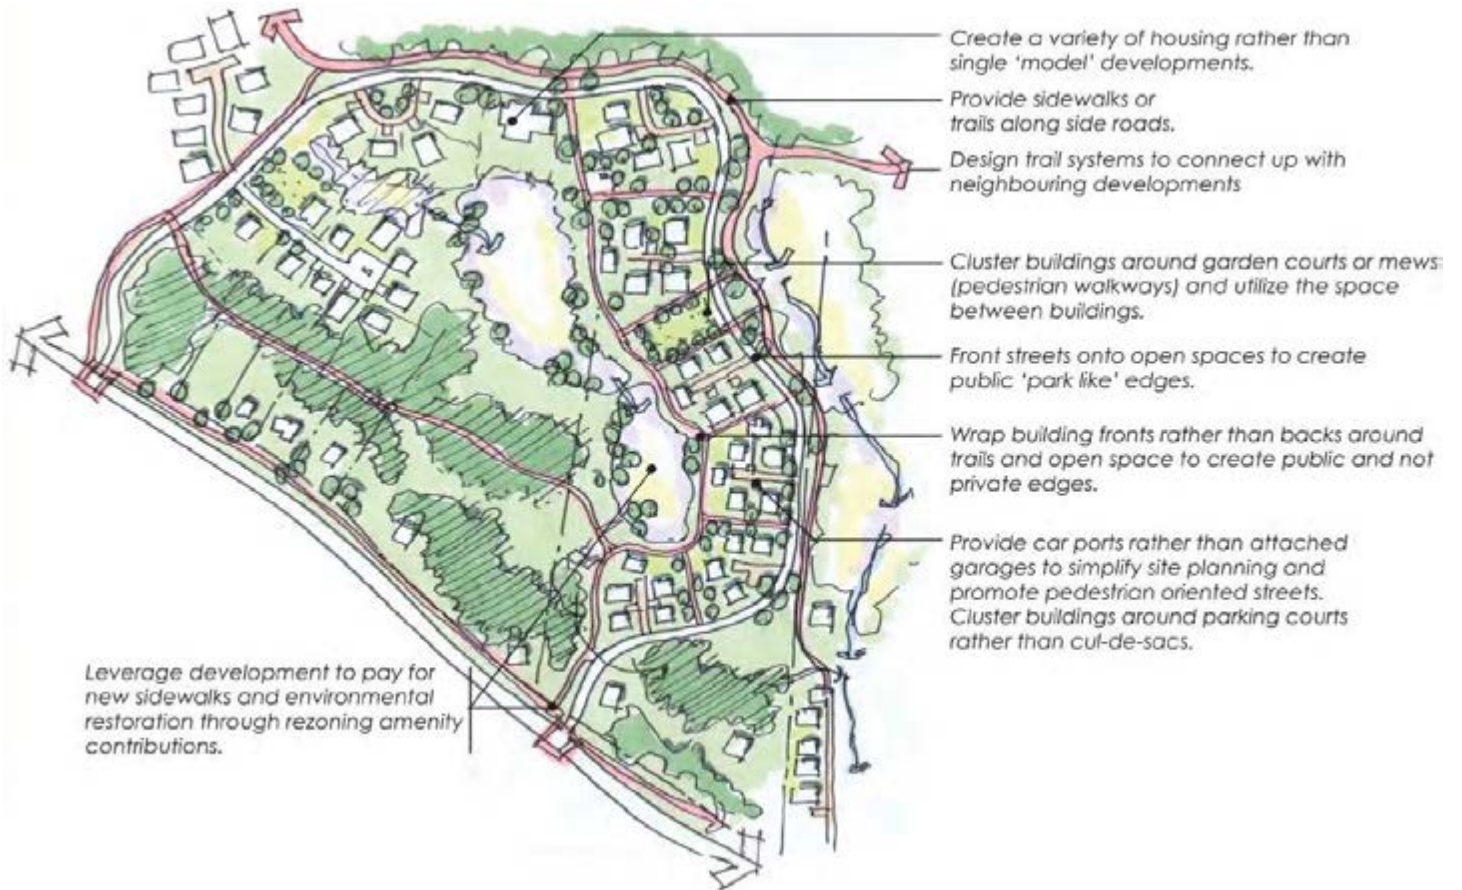 Create a variety of housing rather than
single 'model' developments.
Provide sidewalks or
trails along side roads.
Design trail systems to connect up with
neighbouring developments
Cluster buildings around garden courts or mews
(pedestrian walkways) and utilize the space
between buildings.
Front streets onto open spaces to create
public 'park like' edges.
Wrap building fronts rather than backs around
trails and open space to create public and not
private edges.
Provide car ports rather than attached
garages to simplify site planning and
promote pedestrian oriented streets.
Cluster buildings around parking courts
rather than cul-de-sacs.
Leverage development to pay for
new sidewalks and environmental
restoration through rezoning amenity
contributions.